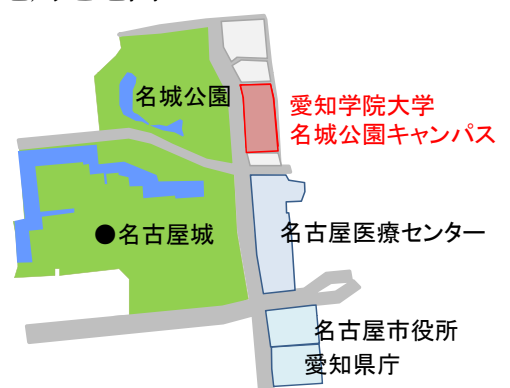 名城公園
愛知学院大学
名城公園キャンパス
●名古屋城
名古屋医療センター
名古屋市役所
愛知県庁